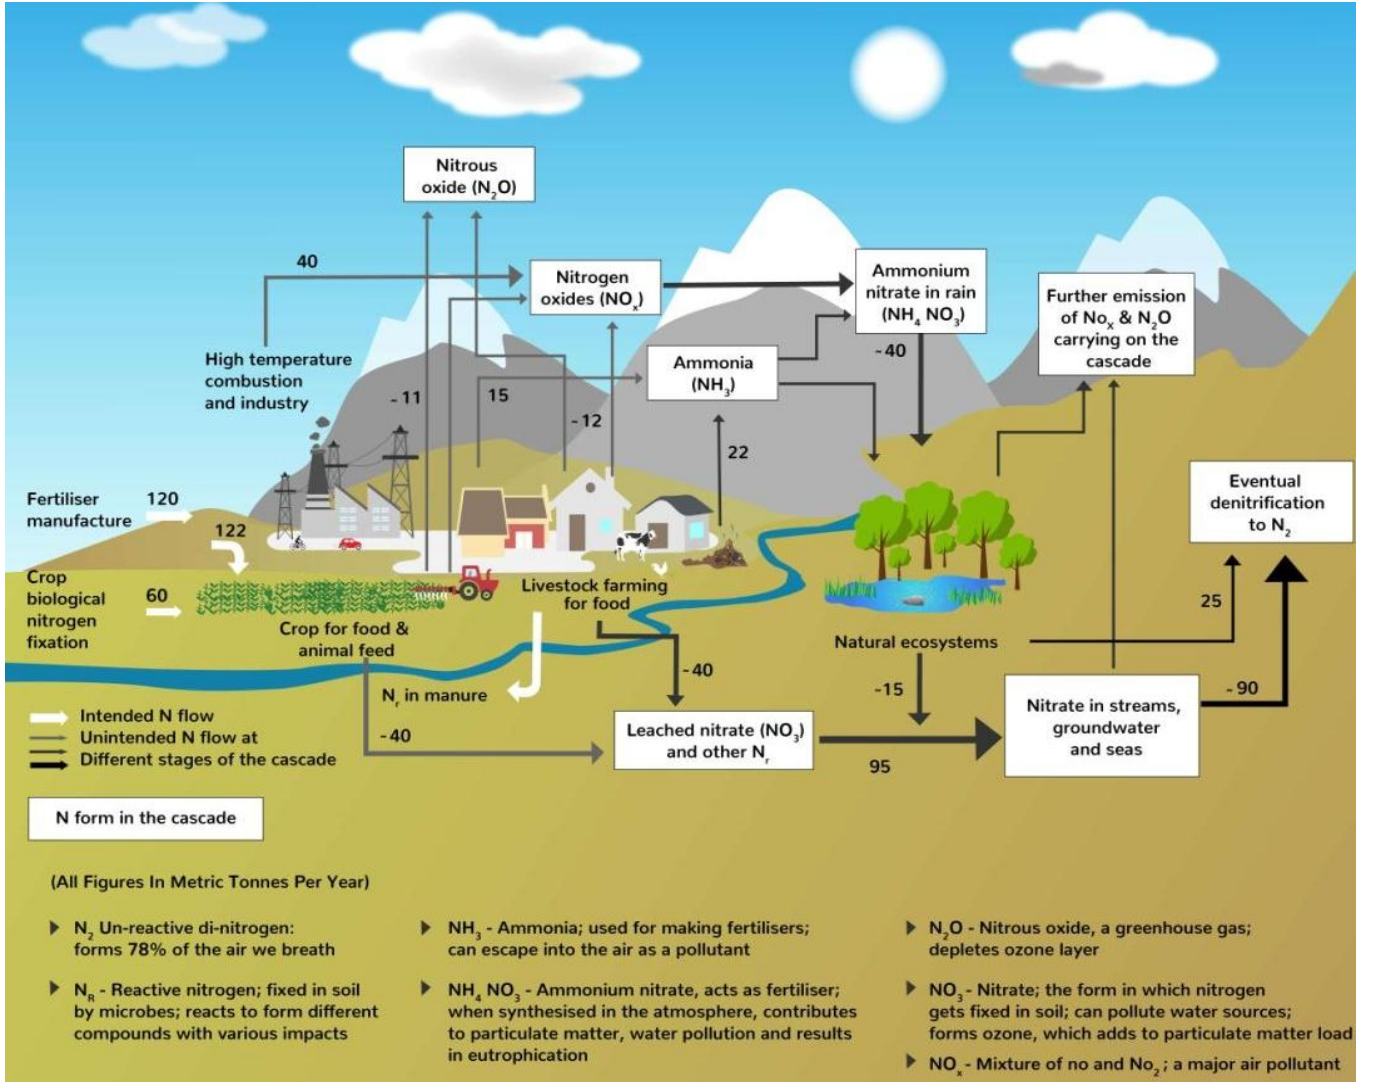 Nitrous
oxide (N₂O)
40
Nitrogen
oxides (NOₓ)
Ammonium
nitrate in rain
(NH₄ NO₃)
Further emission
of Noₓ & N₂O
carrying on the
cascade
High temperature
combustion
and industry
Ammonia
(NH₃)
- 40
- 11
15
- 12
22
Fertiliser
manufacture
120
122
Eventual
denitrification
to N₂
Crop
biological
nitrogen
fixation
60
Livestock farming
for food
25
Crop for food &
animal feed
Natural ecosystems
Nᵣ in manure
- 40
-15
- 90
Intended N flow
Unintended N flow at
Different stages of the cascade
-40
Leached nitrate (NO₃)
and other Nᵣ
95
Nitrate in streams,
groundwater
and seas
N form in the cascade
(All Figures In Metric Tonnes Per Year)
N₂ Un-reactive di-nitrogen:
forms 78% of the air we breath
N_R - Reactive nitrogen; fixed in soil
by microbes; reacts to form different
compounds with various impacts
NH₃ - Ammonia; used for making fertilisers;
can escape into the air as a pollutant
NH₄ NO₃ - Ammonium nitrate, acts as fertiliser;
when synthesised in the atmosphere, contributes
to particulate matter, water pollution and results
in eutrophication
N₂O - Nitrous oxide, a greenhouse gas;
depletes ozone layer
NO₃- Nitrate; the form in which nitrogen
gets fixed in soil; can pollute water sources;
forms ozone, which adds to particulate matter load
NOₓ- Mixture of no and No₂ ; a major air pollutant